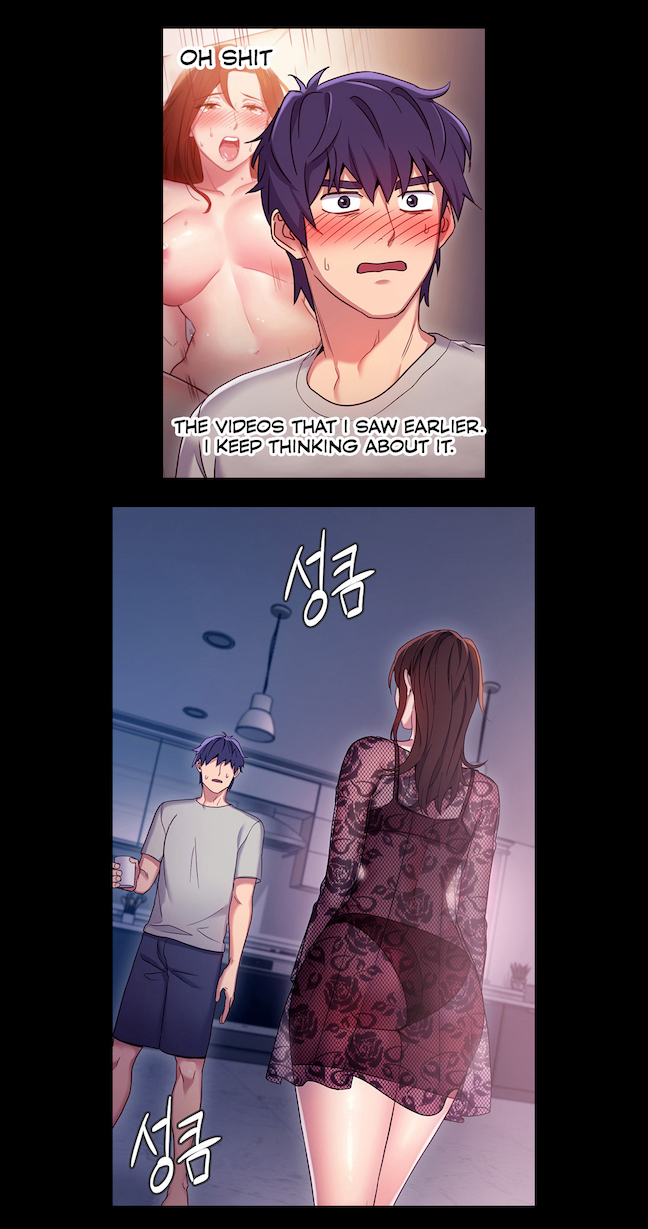 OH SHIT
THE VIDEOS THAT I SAW EARLIER.
I KEEP THINKING ABOUT IT.
성큼
성큼